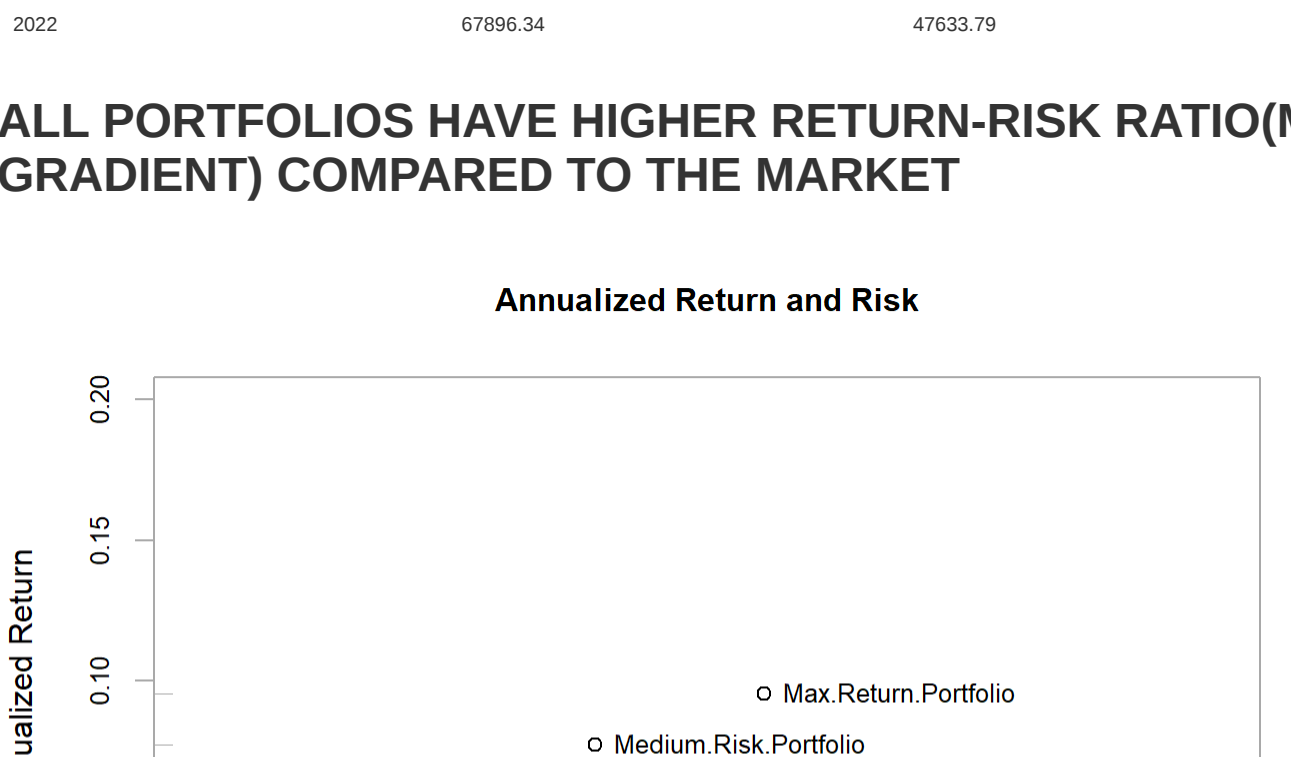 2022 67896.34 47633.79
ALL PORTFOLIOS HAVE HIGHER RETURN-RISK RATIO(
GRADIENT) COMPARED TO THE MARKET
Annualized Return and Risk
0.20
0.15
0.10
ualized Return
Max.Return.Portfolio
Medium.Risk.Portfolio